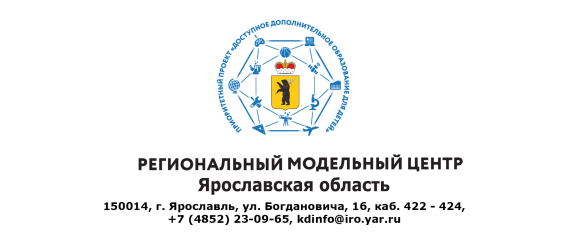 ПРИОРИТЕТНЫЙ ПРОЕКТ «ДОСТУПНОЕ ДОПОЛНИТЕЛЬНОЕ ОБРАЗОВАНИЕ ДЛЯ ДЕТЕЙ»
РЕГИОНАЛЬНЫЙ МОДЕЛЬНЫЙ ЦЕНТР
Ярославская область
150014, г. Ярославль, ул. Богдановича, 16, каб. 422 - 424,
+7 (4852) 23-09-65, kdinfo@iro.yar.ru